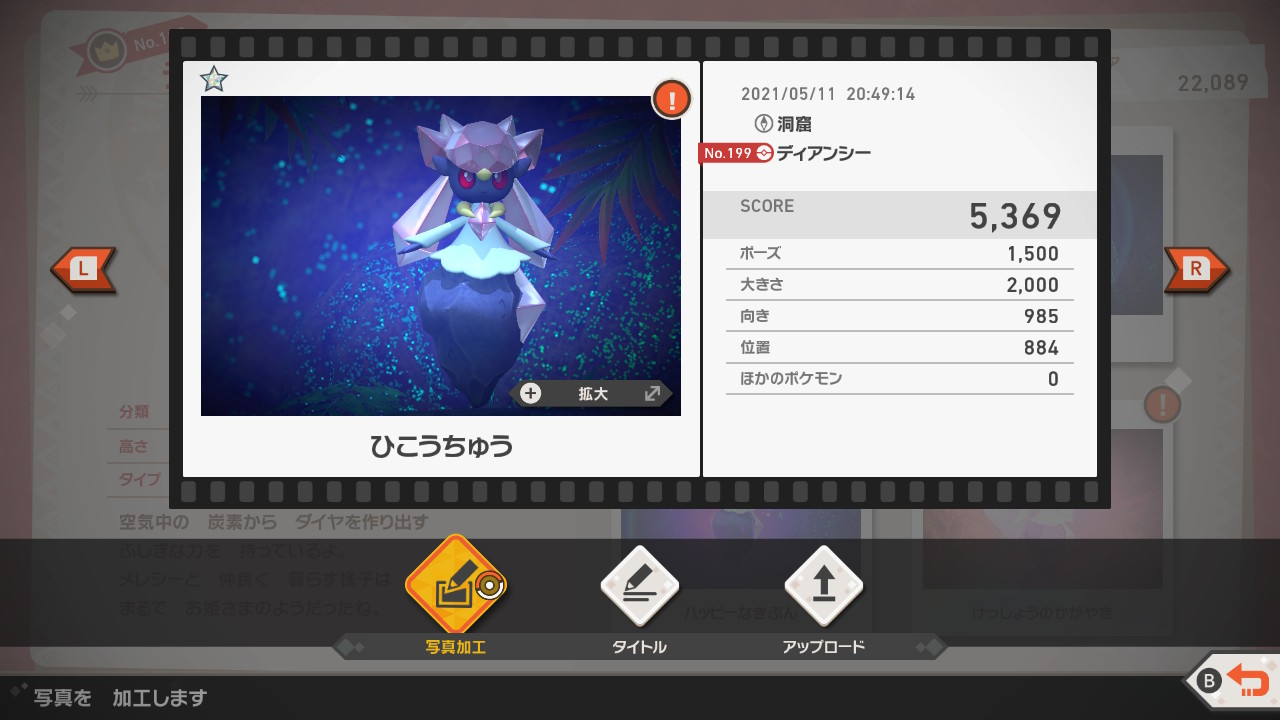 No.1
22,089
!
2021/05/11 20:49:14
洞窟
No.199 ディアンシー
SCORE 5,369
ポーズ 1,500
大きさ 2,000
向き 985
位置 884
ほかのポケモン 0
+ 拡大
ひこうちゅう
L
R
!
分類
高さ
タイプ
空気中の 炭素から ダイヤを作り出す
ふしぎな力を 持っているよ。
メレシーと 仲良く 暮らす様子は
まるで お姫さまのようだったね。
ハッピーなきぶん
けっしょうのかがやき
写真加工
タイトル
アップロード
B
写真を 加工します